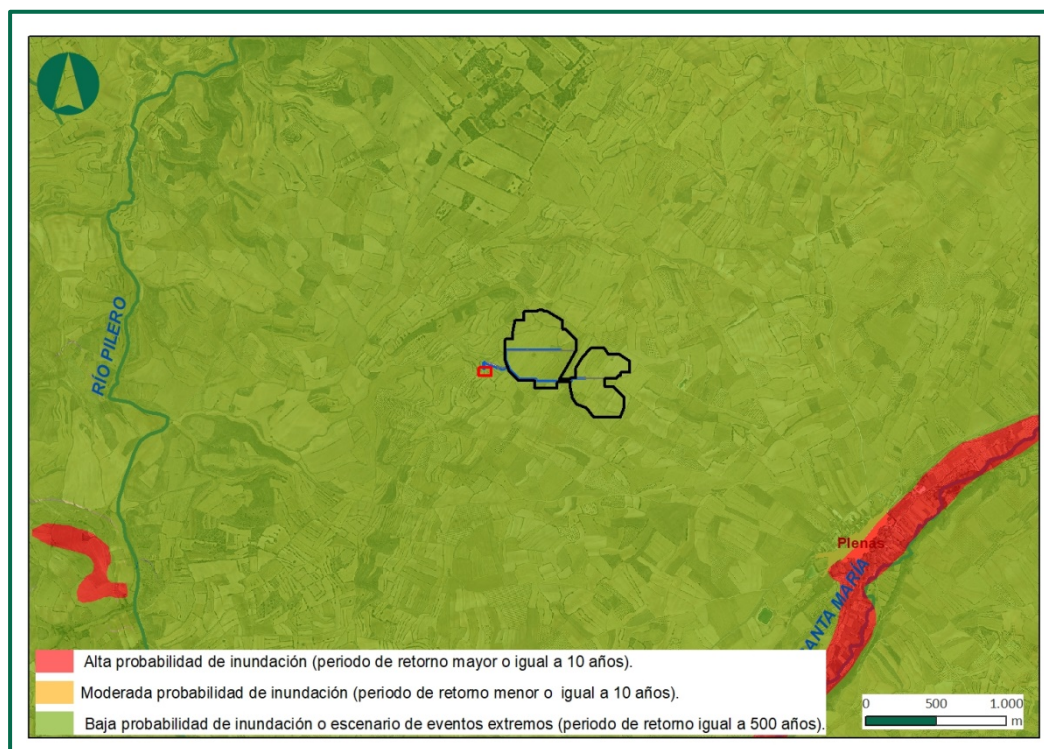 RÍO PILERO
Plenas
SANTA MARÍA
Alta probabilidad de inundación (periodo de retorno mayor o igual a 10 años).
Moderada probabilidad de inundación (periodo de retorno menor o igual a 10 años).
Baja probabilidad de inundación o escenario de eventos extremos (periodo de retorno igual a 500 años).
0 500 1.000
m